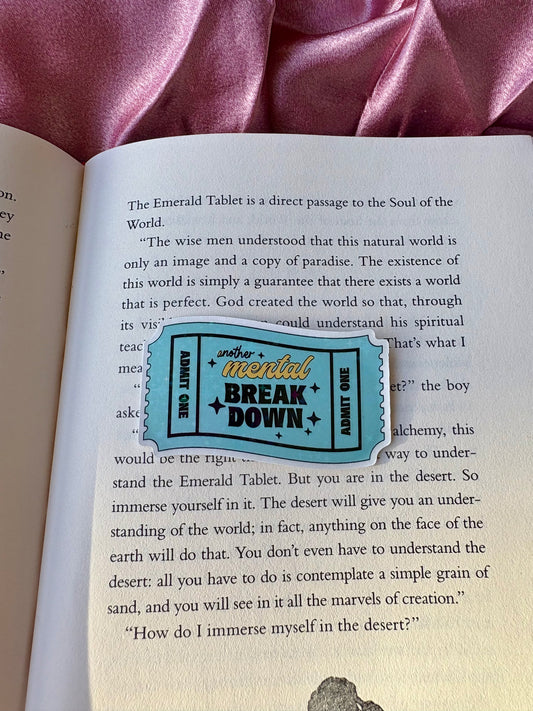 on.
ey
The Emerald Tablet is a direct passage to the Soul of the
World.
“The wise men understood that this natural world is
only an image and a copy of paradise. The existence of
this world is simply a guarantee that there exists a world
that is perfect. God created the world so that, through
its could understand his spiritual
That’s what I
the boy
alchemy, this
would be the right way to under-
stand the Emerald Tablet. But you are in the desert. So
immerse yourself in it. The desert will give you an under-
standing of the world; in fact, anything on the face of the
earth will do that. You don’t even have to understand the
desert: all you have to do is contemplate a simple grain of
sand, and you will see in it all the marvels of creation.”
“How do I immerse myself in the desert?”
ADMIT ONE
another
mental
BREAK
DOWN
ADMIT ONE